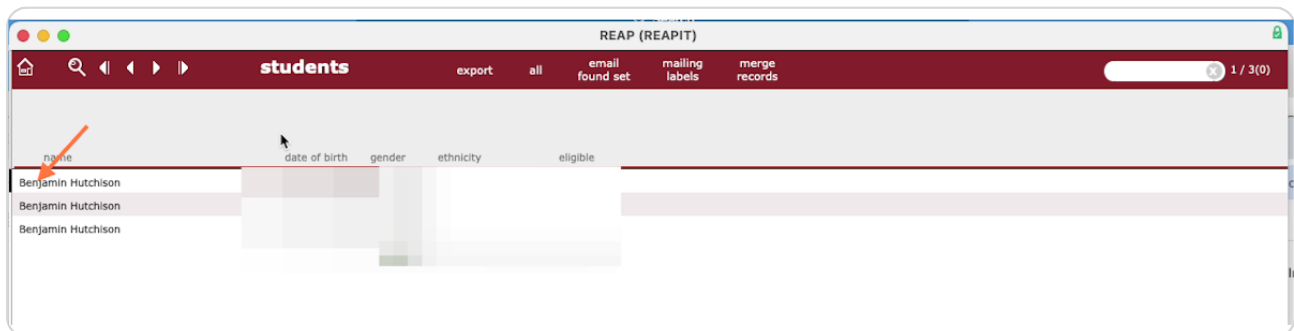 REAP (REAPIT)
students export all email found set mailing labels merge records 1 / 3(0)
name date of birth gender ethnicity eligible
Benjamin Hutchison
Benjamin Hutchison
Benjamin Hutchison